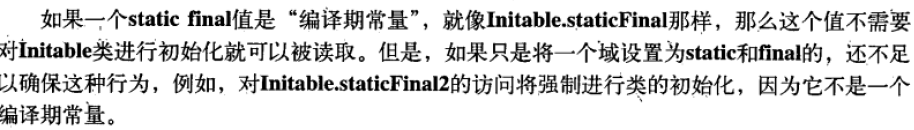 如果一个static final值是“编译期常量”，就像Initable.staticFinal那样，那么这个值不需要
对Initable类进行初始化就可以被读取。但是，如果只是将一个域设置为static和final的，还不足
以确保这种行为，例如，对Initable.staticFinal2的访问将强制进行类的初始化，因为它不是一个
编译期常量。